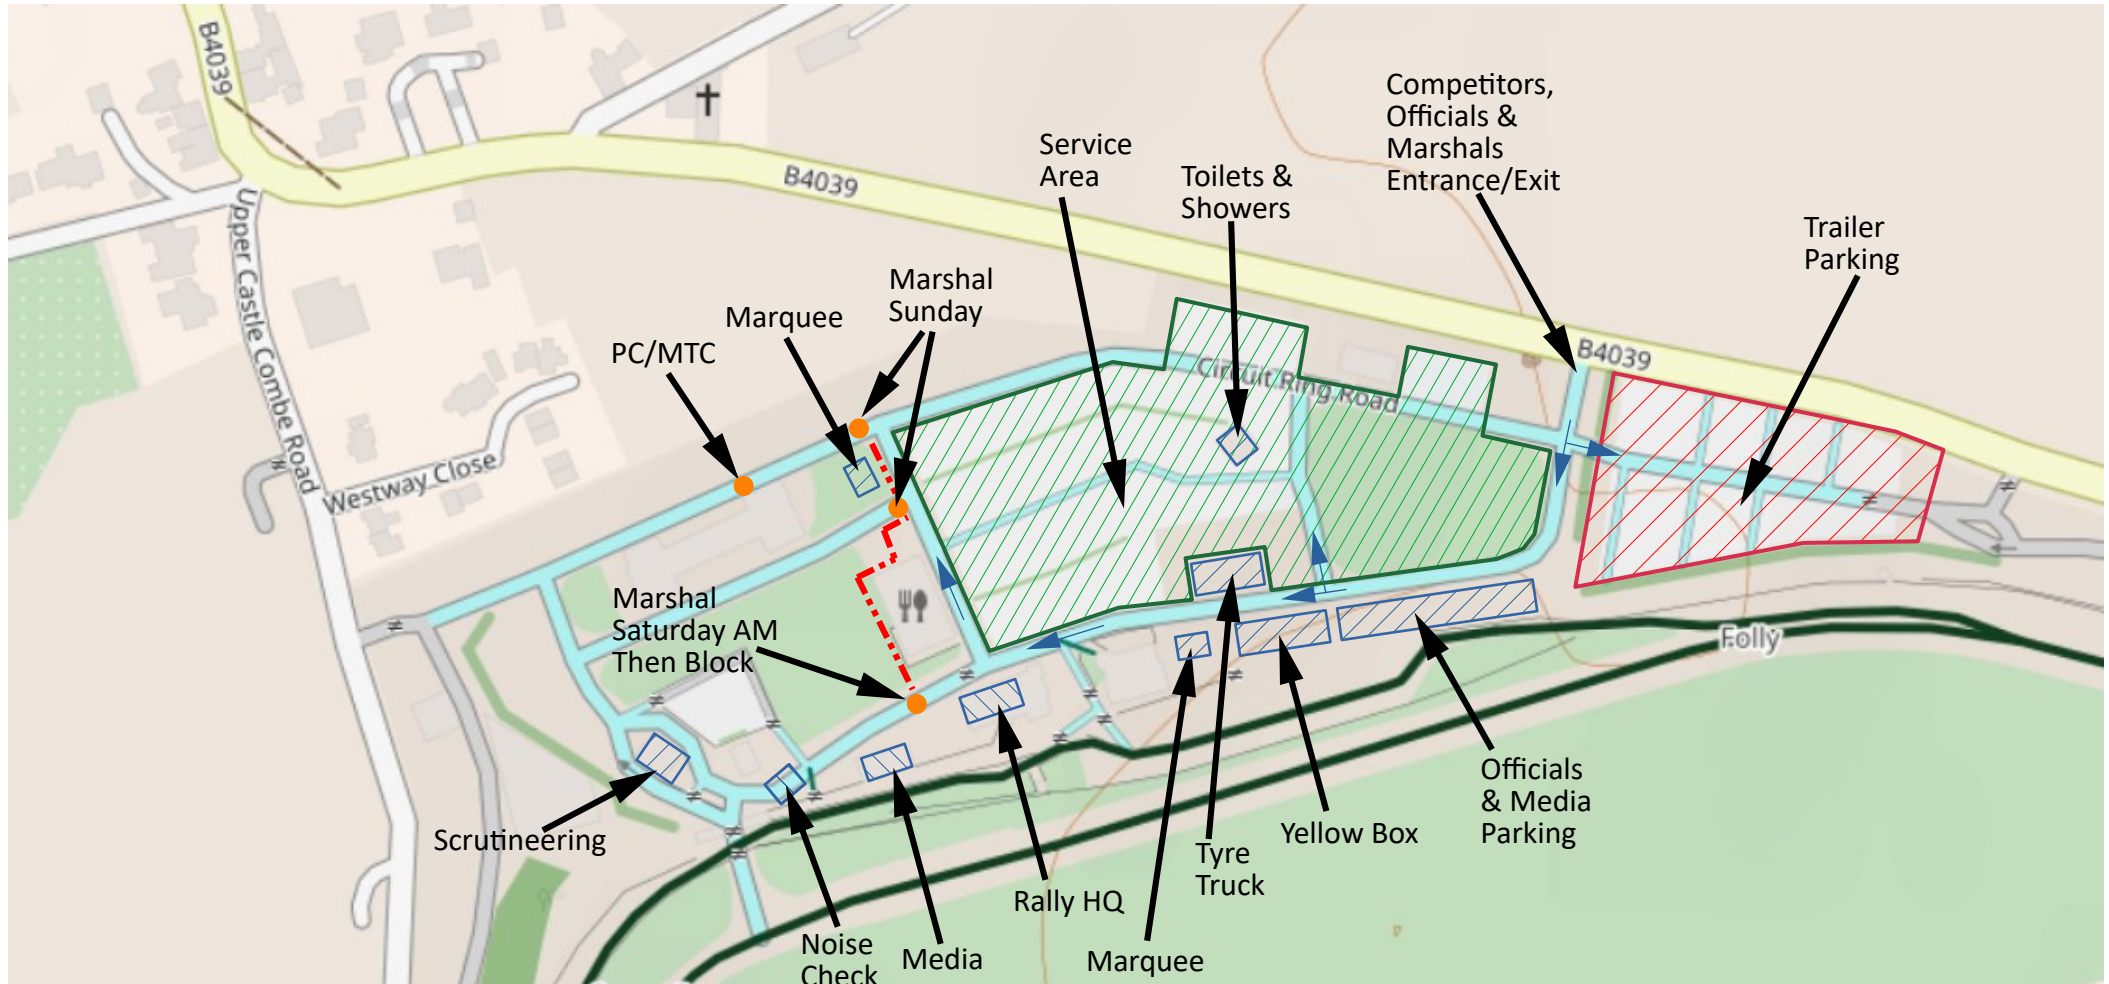 B4039
Competitors,
Officials &
Marshals
Entrance/Exit
Service
Area
Toilets &
Showers
B4039
Upper Castle Combe Road
Trailer
Parking
Marshal
Sunday
Marquee
PC/MTC
B4039
Circuit Ring Road
Westway Close
Marshal
Saturday AM
Then Block
Folly
Officials
& Media
Parking
Scrutineering
Yellow Box
Tyre
Truck
Rally HQ
Noise
Check
Media
Marquee